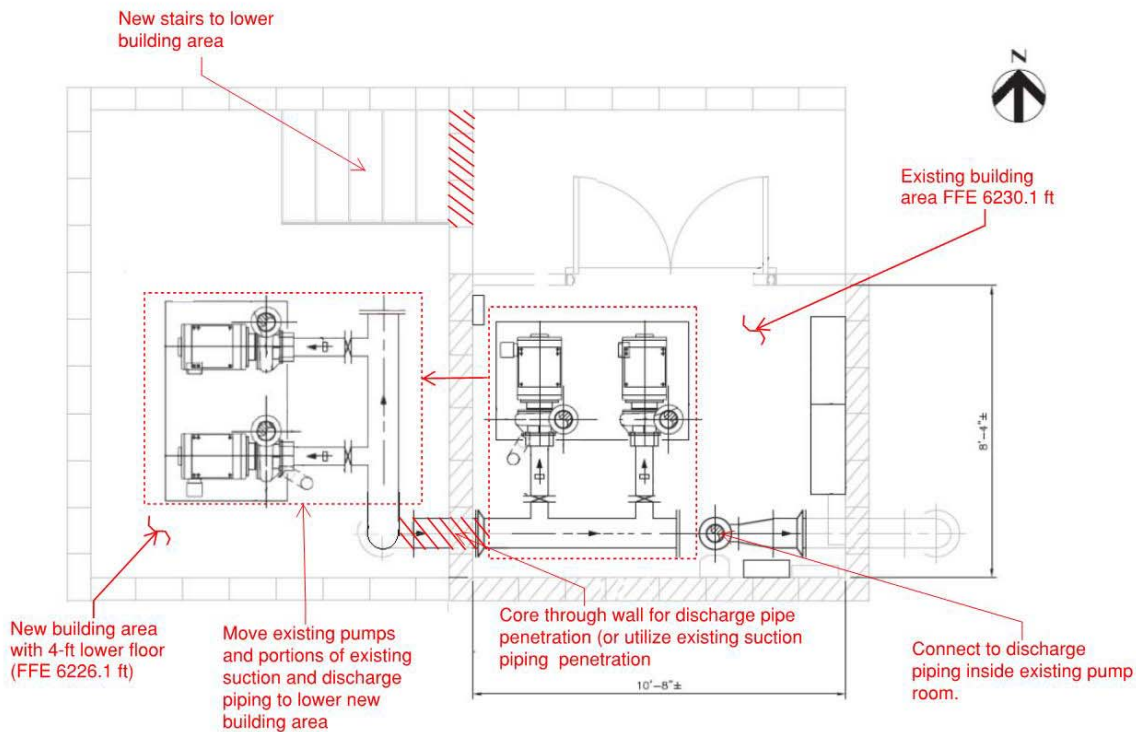 New stairs to lower
building area
N
Existing building
area FFE 6230.1 ft
8'-4"±
New building area
with 4-ft lower floor
(FFE 6226.1 ft)
Move existing pumps
and portions of existing
suction and discharge
piping to lower new
building area
Core through wall for discharge pipe
penetration (or utilize existing suction
piping penetration
10'-8"±
Connect to discharge
piping inside existing pump
room.